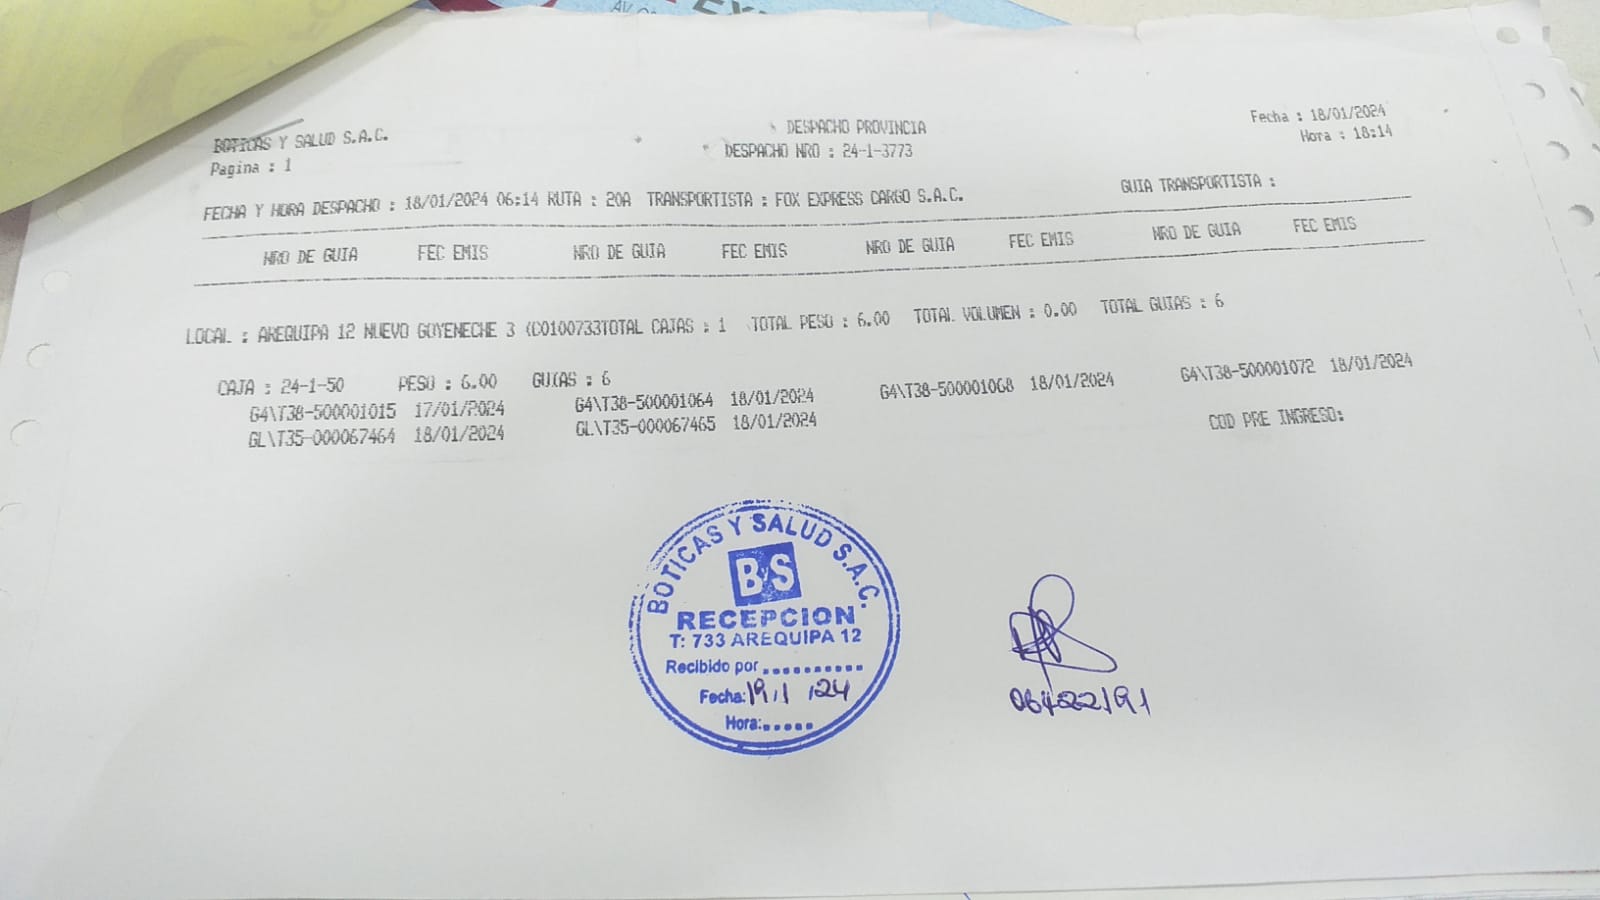 AV
EX
BOTICAS Y SALUD S.A.C.
DESPACHO PROVINCIA
Fecha : 18/01/2024
Pagina : 1
DESPACHO NRO : 24-1-3773
Hora : 18:14
FECHA Y HORA DESPACHO : 18/01/2024 06:14 RUTA : 20A TRANSPORTISTA : FOX EXPRESS CARGO S.A.C. GUIA TRANSPORTISTA :
NRO DE GUIA FEC EMIS NRO DE GUIA FEC EMIS NRO DE GUIA FEC EMIS NRO DE GUIA FEC EMIS
LOCAL : AREQUIPA 12 NUEVO GOYENECHE 3 (C0100733TOTAL CAJAS : 1 TOTAL PESO : 6.00 TOTAL VOLUMEN : 0.00 TOTAL GUIAS : 6
CAJA : 24-1-50 PESO : 6.00 GUIAS : 6
G4\T38-500001015 17/01/2024 G4\T38-500001064 18/01/2024 G4\T38-500001068 18/01/2024 G4\T38-500001072 18/01/2024
GL\T35-000067464 18/01/2024 GL\T35-000067465 18/01/2024
COD PRE INGRESO:
BOTICAS Y SALUD S.A.C.
ByS
RECEPCION
T: 733 AREQUIPA 12
Recibido por ..........
Fecha: 19/1/24
Hora:.....